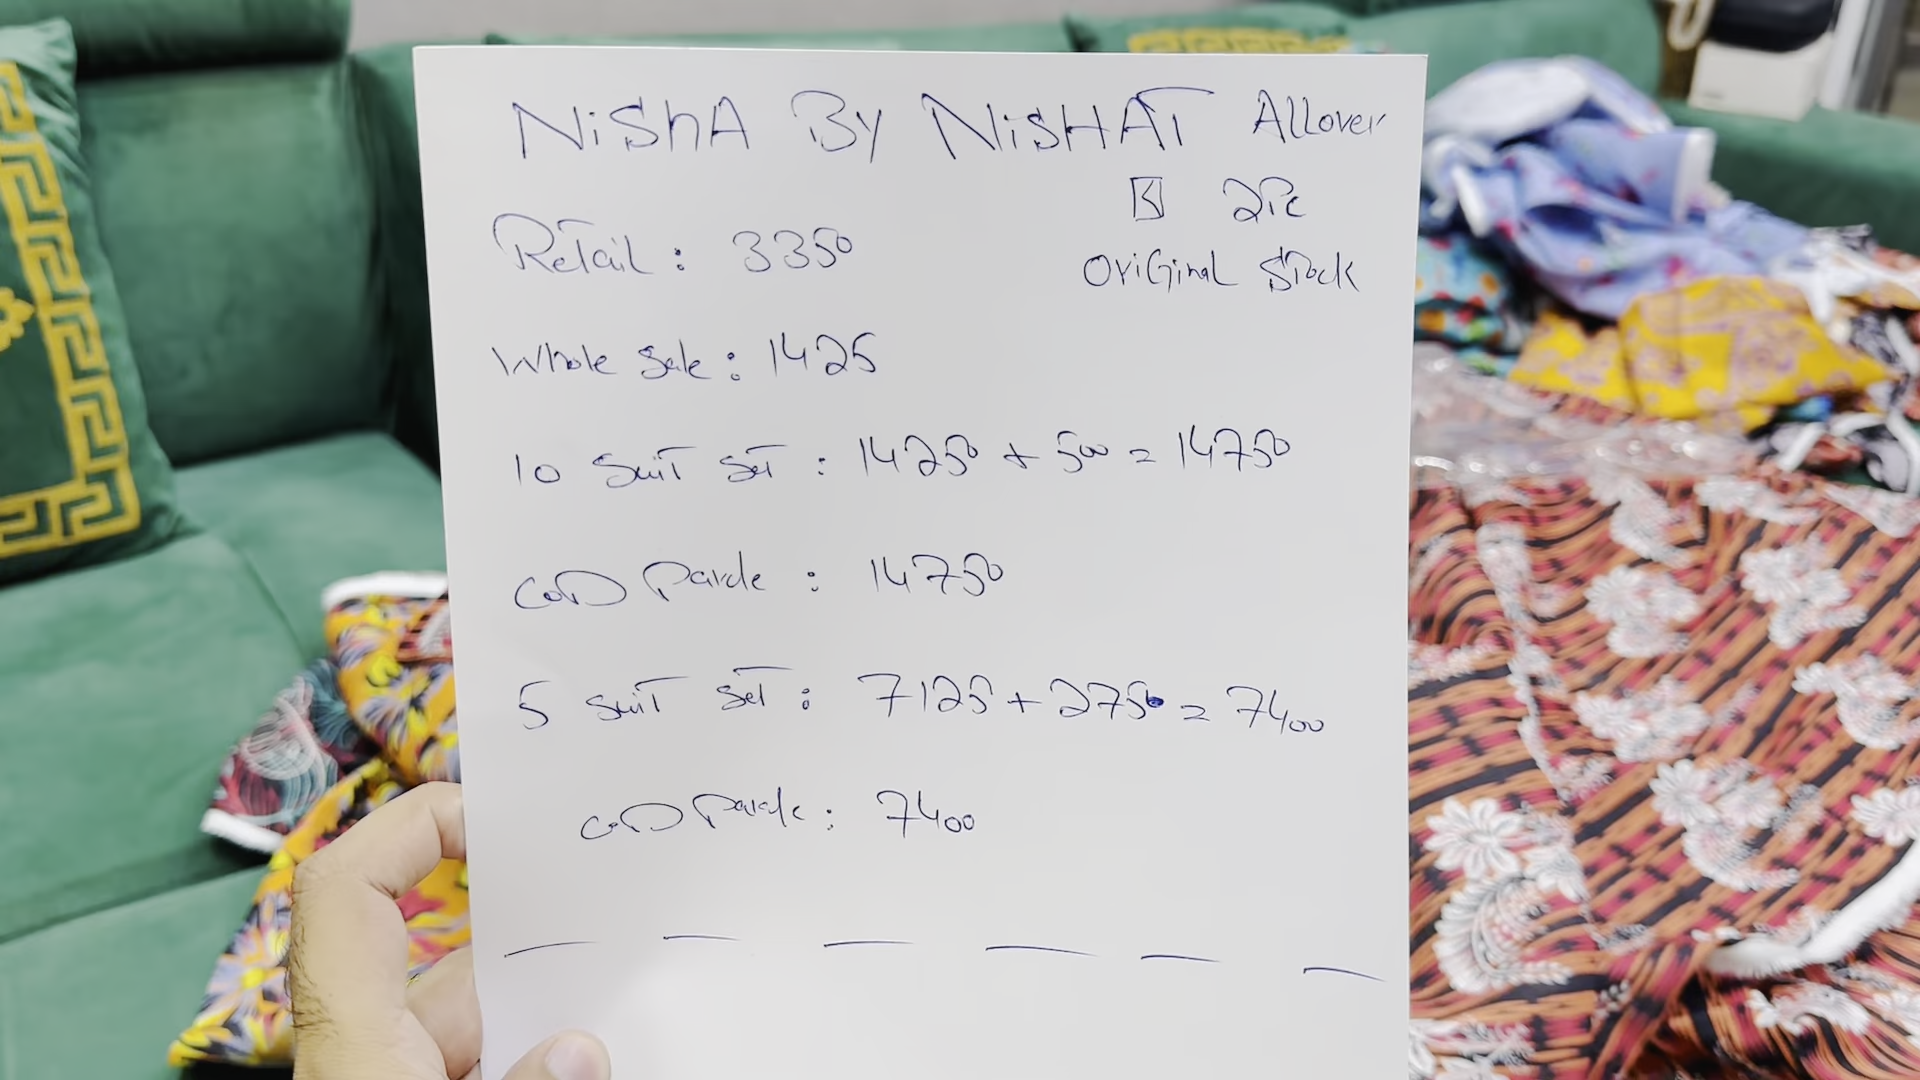 NiShA By NiSHAT Allover
2Pc
Retail : 3350
OriGinal Stock
Whole Sale : 1425
10 Suit Set : 14250 + 500 = 14750
COD Parcle : 14750
5 Suit Set : 7125 + 275 = 7400
COD Parcle : 7400